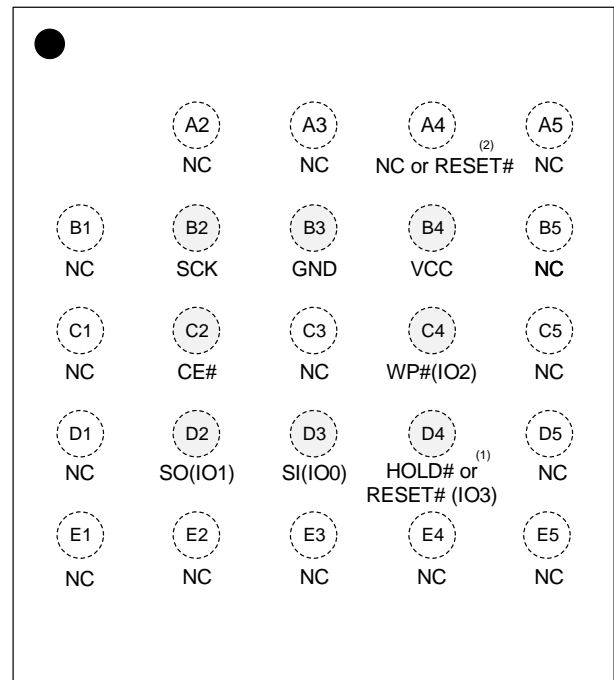 A2 A3 A4 A5
(2)
NC NC NC or RESET# NC
B1 B2 B3 B4 B5
NC SCK GND VCC NC
C1 C2 C3 C4 C5
NC CE# NC WP#(IO2) NC
D1 D2 D3 D4 D5
(1)
NC SO(IO1) SI(IO0) HOLD# or NC
RESET# (IO3)
E1 E2 E3 E4 E5
NC NC NC NC NC